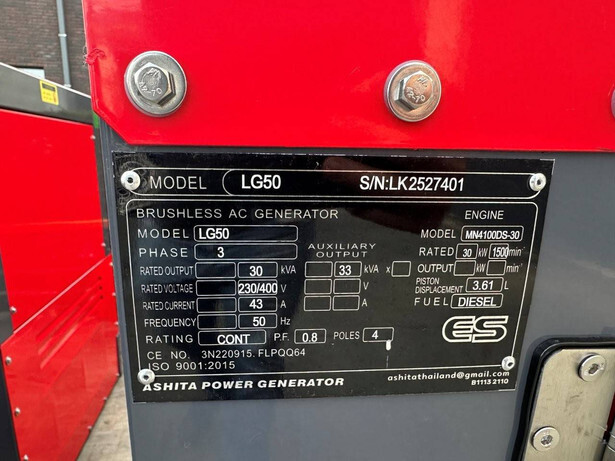 MODEL LG50 S/N:LK2527401
BRUSHLESS AC GENERATOR ENGINE
MODEL LG50 MODEL MN4100DS-30
PHASE 3 AUXILIARY OUTPUT RATED 30 kW 1500 min⁻¹
RATED OUTPUT 30 kVA 33 kVA x OUTPUT kW min⁻¹
RATED VOLTAGE 230/400 V V PISTON DISPLACEMENT 3.61 L
RATED CURRENT 43 A A FUEL DIESEL
FREQUENCY 50 Hz
RATING CONT P.F. 0.8 POLES 4 ES
CE NO. 3N220915.FLPQQ64
ISO 9001:2015
ASHITA POWER GENERATOR ashitathailand@gmail.com
81113 2110